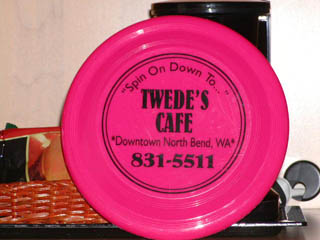 "Spin On Down To..."
TWEDE'S
CAFE
*Downtown North Bend, WA*
831-5511